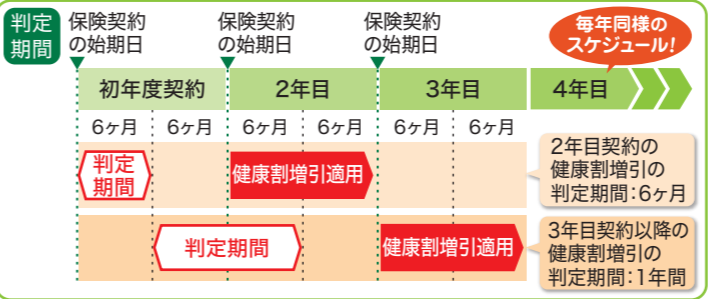 判定
期間
保険契約
の始期日
保険契約
の始期日
保険契約
の始期日
毎年同様の
スケジュール!
初年度契約
2年目
3年目
4年目
6ヶ月
6ヶ月
6ヶ月
6ヶ月
6ヶ月
6ヶ月
判定
期間
健康割増引適用
2年目契約の
健康割増引の
判定期間:6ヶ月
判定期間
健康割増引適用
3年目契約以降の
健康割増引の
判定期間:1年間